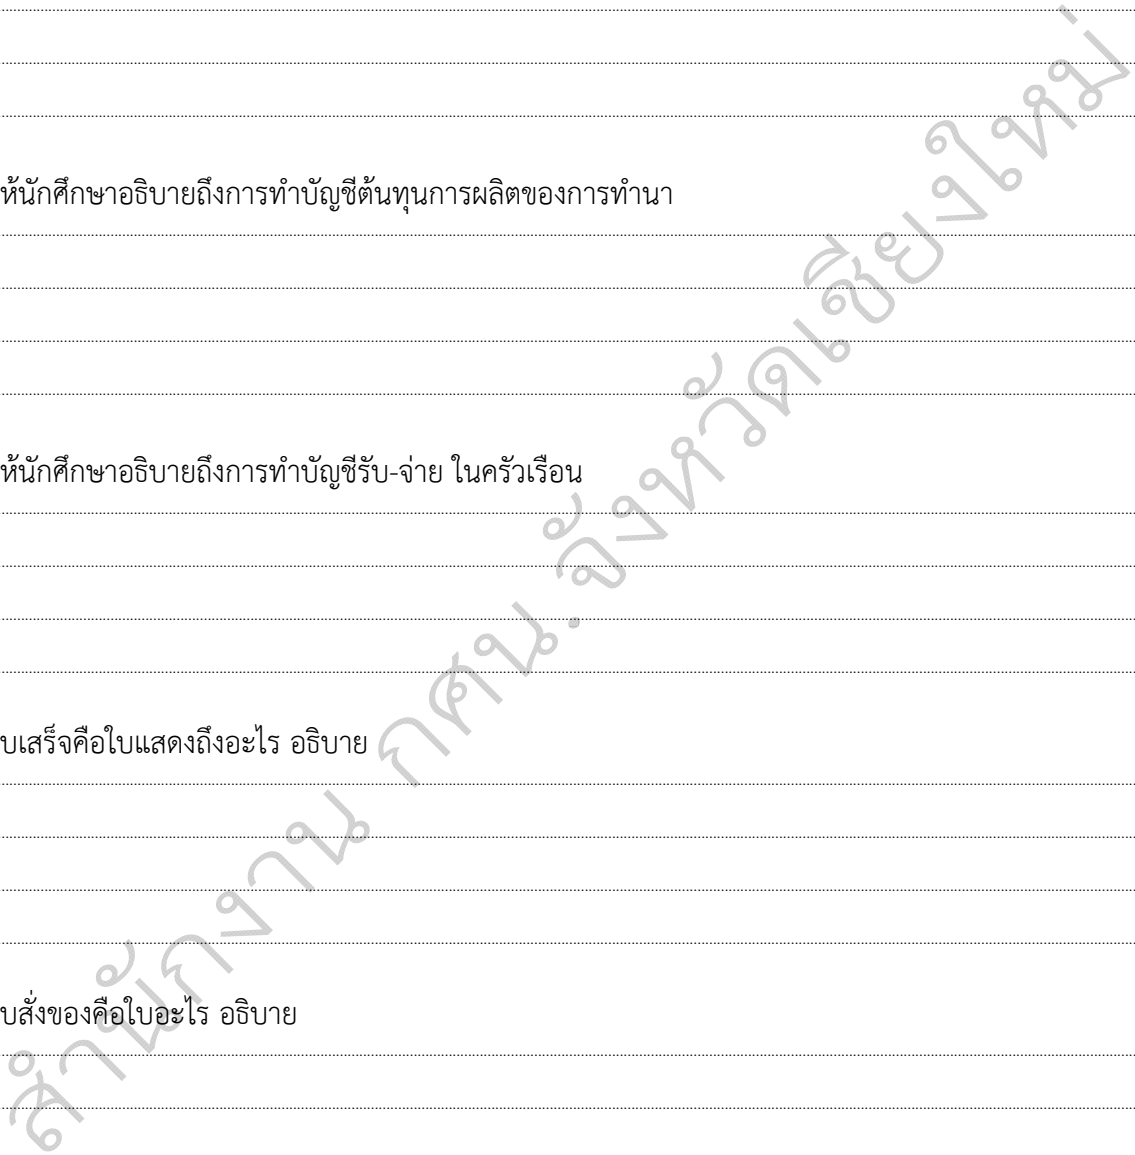 ห้นักศึกษาอธิบายถึงการทำบัญชีต้นทุนการผลิตของการทำนา
ห้นักศึกษาอธิบายถึงการทำบัญชีรับ-จ่าย ในครัวเรือน
บเสร็จคือใบแสดงถึงอะไร อธิบาย
บสั่งของคือใบอะไร อธิบาย
สำนักงาน กศน.จังหวัดเชียงใหม่